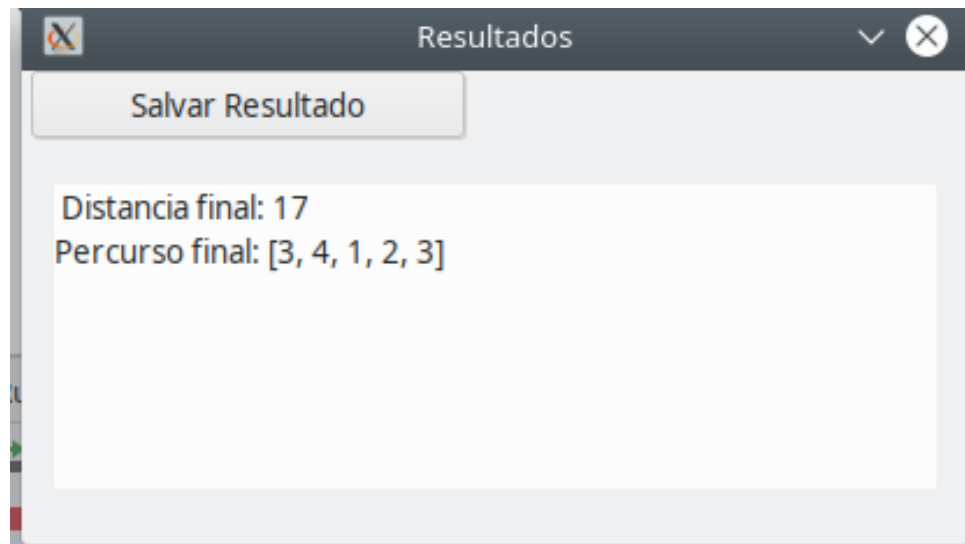 Resultados
Salvar Resultado
Distancia final: 17
Percurso final: [3, 4, 1, 2, 3]